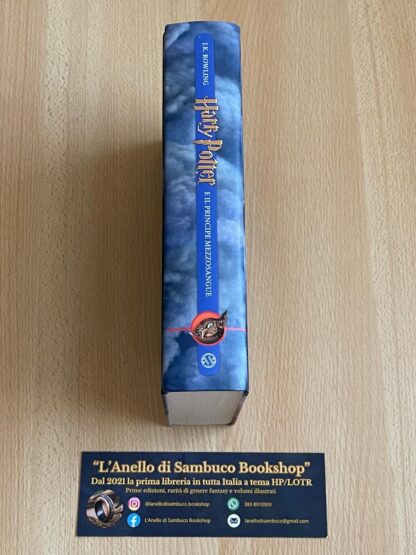 J.K. ROWLING
Harry Potter
E IL PRINCIPE MEZZOSANGUE
“L’Anello di Sambuco Bookshop”
Dal 2021 la prima libreria in tutta Italia a tema HP/LOTR
Prime edizioni, rarità di genere fantasy e volumi illustrati
@lanellodisambuco.bookshop
389 8910909
L'Anello di Sambuco Bookshop
lanellodisambuco@gmail.com